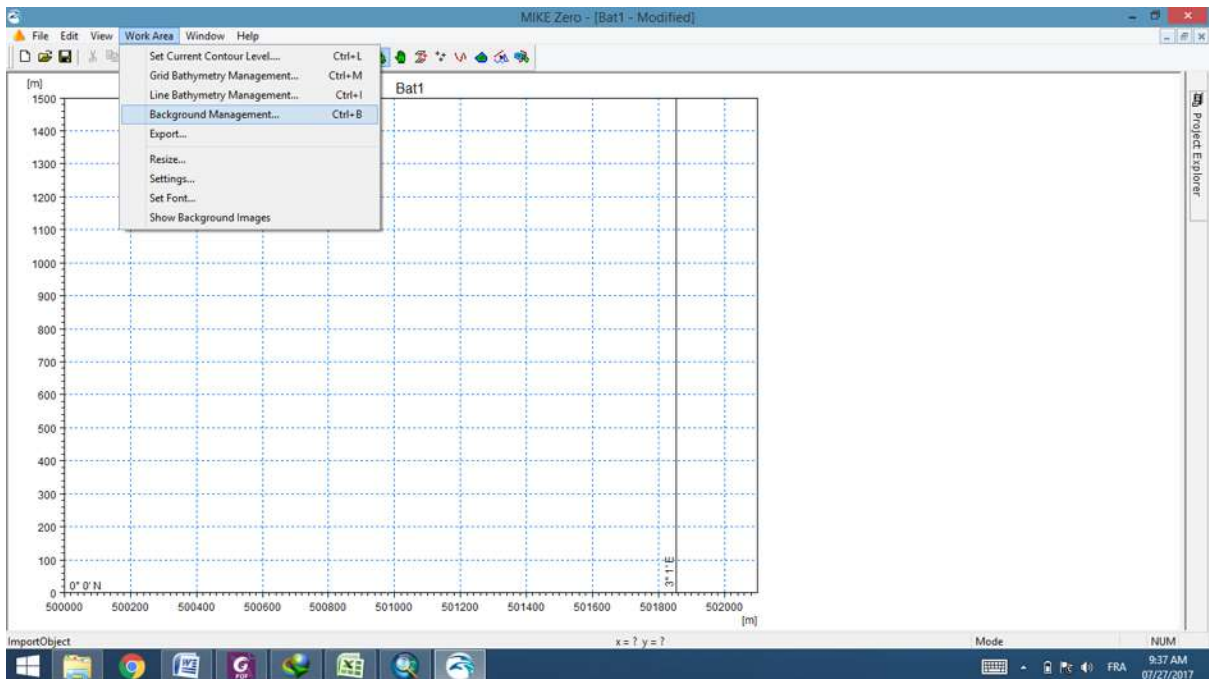 MIKE Zero - [Bat1 - Modified]
File Edit View Work Area Window Help
Set Current Contour Level.... Ctrl+L
Grid Bathymetry Management... Ctrl+M
Line Bathymetry Management... Ctrl+I
Background Management... Ctrl+B
Export...
Resize...
Settings...
Set Font...
Show Background Images
Bat1
[m]
1500
1400
1300
1200
1100
1000
900
800
700
600
500
400
300
200
100
0
0° 0' N
3° 1' E
500000 500200 500400 500600 500800 501000 501200 501400 501600 501800 502000
[m]
Project Explorer
ImportObject x = ? y = ? Mode NUM
FRA 9:37 AM
07/27/2017